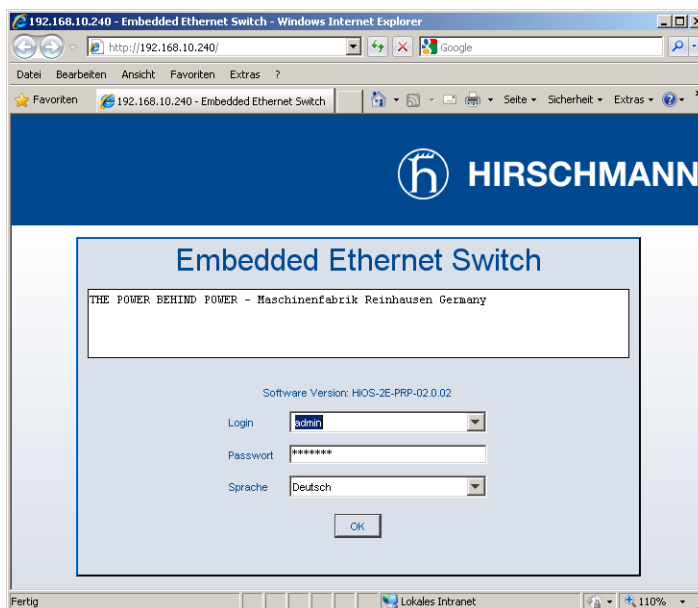 192.168.10.240 - Embedded Ethernet Switch - Windows Internet Explorer
http://192.168.10.240/
Google
Datei Bearbeiten Ansicht Favoriten Extras ?
Favoriten 192.168.10.240 - Embedded Ethernet Switch Seite Sicherheit Extras
HIRSCHMANN
Embedded Ethernet Switch
THE POWER BEHIND POWER - Maschinenfabrik Reinhausen Germany
Software Version: HiOS-2E-PRP-02.0.02
Login admin
Passwort *******
Sprache Deutsch
OK
Fertig Lokales Intranet 110%